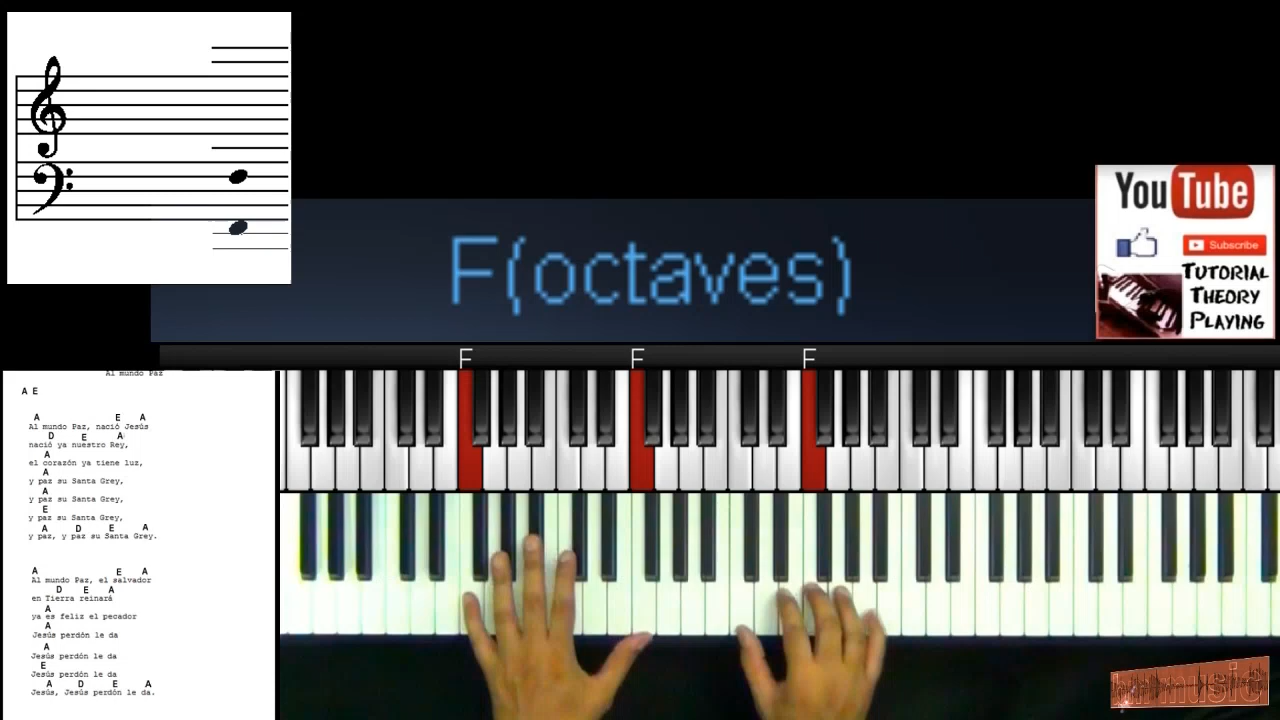 F(octaves)
YouTube
Subscribe
TUTORIAL
THEORY
PLAYING
F F F
Al mundo Paz
A E
A E A
Al mundo Paz, nació Jesús
D E A
nació ya nuestro Rey,
A
el corazón ya tiene luz,
A
y paz su Santa Grey,
A
y paz su Santa Grey,
E
y paz su Santa Grey,
A D E A
y paz, y paz su Santa Grey.
A E A
Al mundo Paz, el salvador
D E A
en Tierra reinará
A
ya es feliz el pecador
A
Jesús perdón le da
A
Jesús perdón le da
E
Jesús perdón le da
A D E A
Jesús, Jesús perdón le da.
music